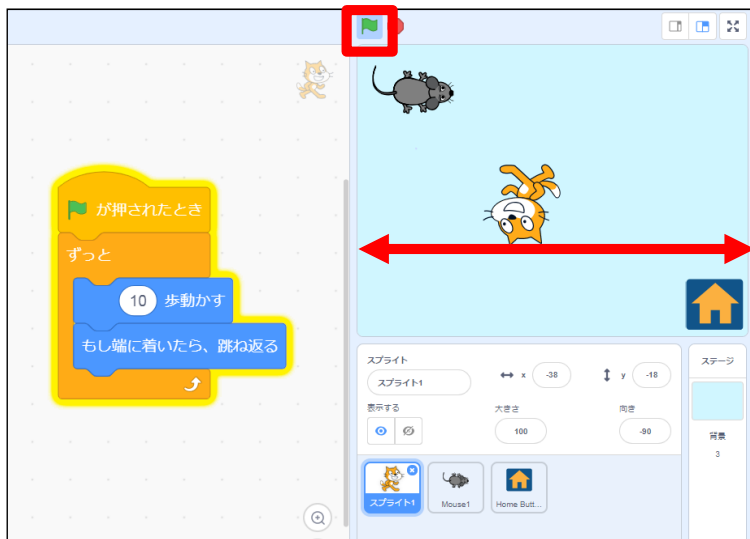 が押されたとき
ずっと
10 歩動かす
もし端に着いたら、跳ね返る
スプライト
スプライト1
x -38
y -18
表示する
大きさ
100
向き
-90
スプライト1
Mouse1
Home Butt...
ステージ
背景
3